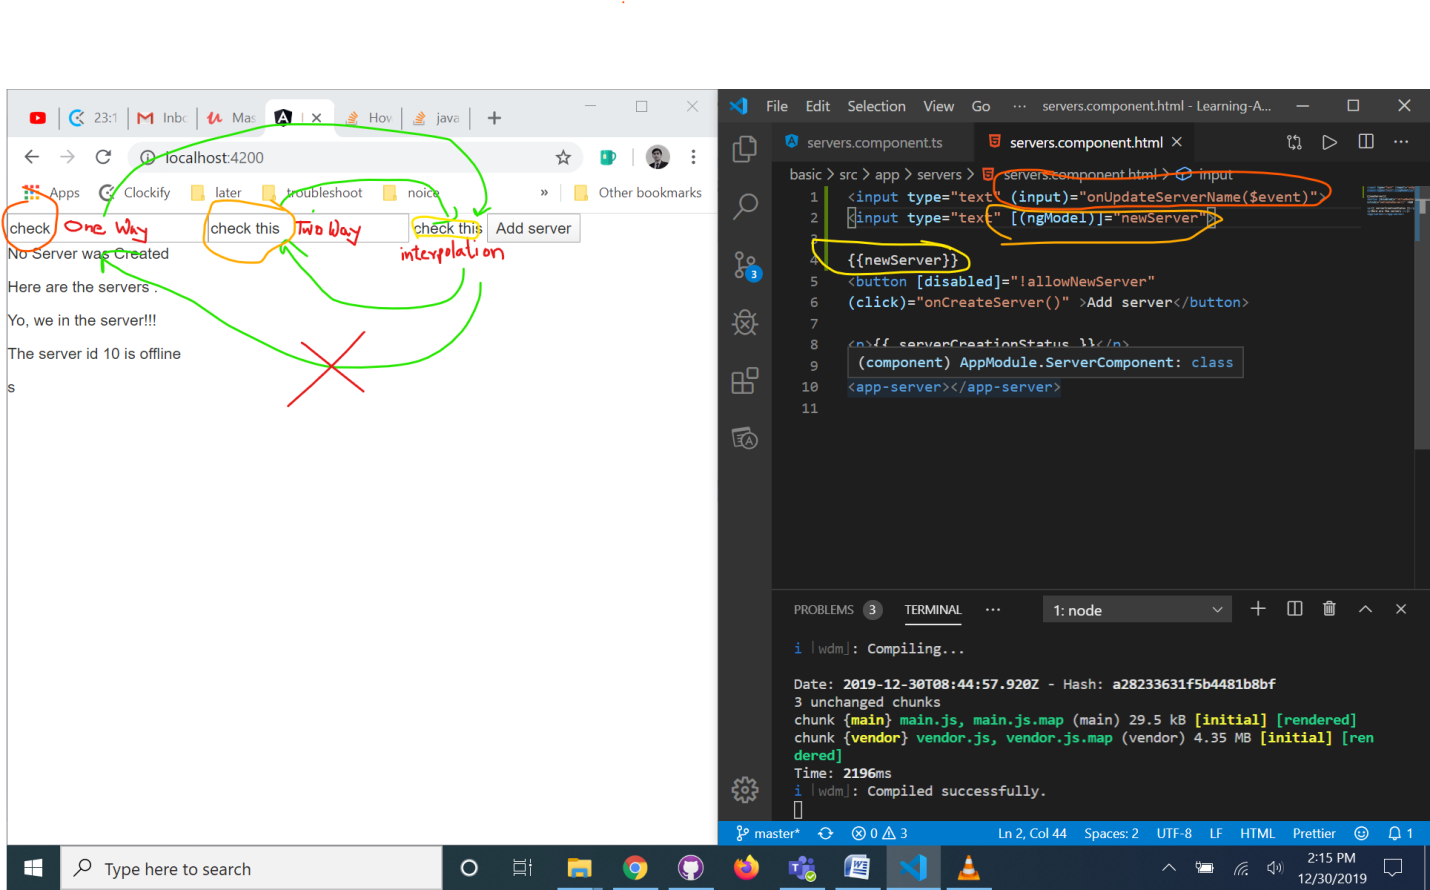 23:1
Inbc
Mas
Hov
java
localhost:4200
Apps
Clockify
later
troubleshoot
noice
»
Other bookmarks
check
One Way
check this
Two Way
check this
Add server
interpolation
No Server was Created
Here are the servers :
Yo, we in the server!!!
The server id 10 is offline
s
File Edit Selection View Go ··· servers.component.html - Learning-A...
servers.component.ts
servers.component.html
basic > src > app > servers > servers.component.html > input
1 <input type="text" (input)="onUpdateServerName($event)">
2 <input type="text" [(ngModel)]="newServer">
3
4 {{newServer}}
5 <button [disabled]="!allowNewServer"
6 (click)="onCreateServer()" >Add server</button>
7
8 <p>{{ serverCreationStatus }}</p>
9 (component) AppModule.ServerComponent: class
10 <app-server></app-server>
11
3
PROBLEMS 3 TERMINAL ··· 1: node
i ｢wdm｣: Compiling...
Date: 2019-12-30T08:44:57.920Z - Hash: a28233631f5b4481b8bf
3 unchanged chunks
chunk {main} main.js, main.js.map (main) 29.5 kB [initial] [rendered]
chunk {vendor} vendor.js, vendor.js.map (vendor) 4.35 MB [initial] [ren
dered]
Time: 2196ms
i ｢wdm｣: Compiled successfully.
master* 0 3 Ln 2, Col 44 Spaces: 2 UTF-8 LF HTML Prettier 1
Type here to search
2:15 PM
12/30/2019